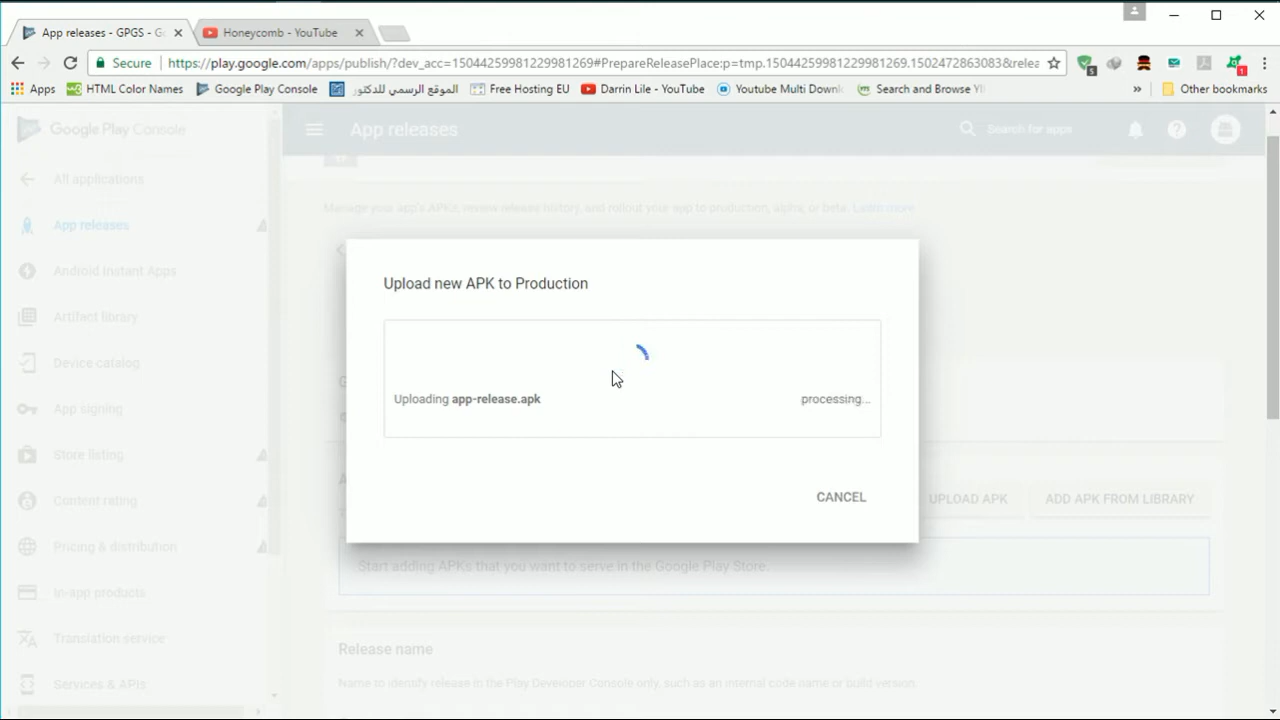 App releases - GPGS - Go
Honeycomb - YouTube
Secure
https://play.google.com/apps/publish/?dev_acc=15044259981229981269#PrepareReleasePlace:p=tmp.15044259981229981269.1502472863083&relea
Apps
HTML Color Names
Google Play Console
الموقع الرسمي للدكتور
Free Hosting EU
Darrin Lile - YouTube
Youtube Multi Downl
Search and Browse Yi
»
Other bookmarks
5
1
Google Play Console
App releases
Search for apps
All applications
App releases
Android Instant Apps
Artifact library
Device catalog
App signing
Store listing
Content rating
Pricing & distribution
In-app products
Translation service
Services & APIs
Manage your app's APKs, review release history, and rollout your app to production, alpha, or beta. Learn more
Upload new APK to Production
Uploading app-release.apk
processing...
CANCEL
UPLOAD APK
ADD APK FROM LIBRARY
Start adding APKs that you want to serve in the Google Play Store.
Release name
Name to identify release in the Play Developer Console only, such as an internal code name or build version.